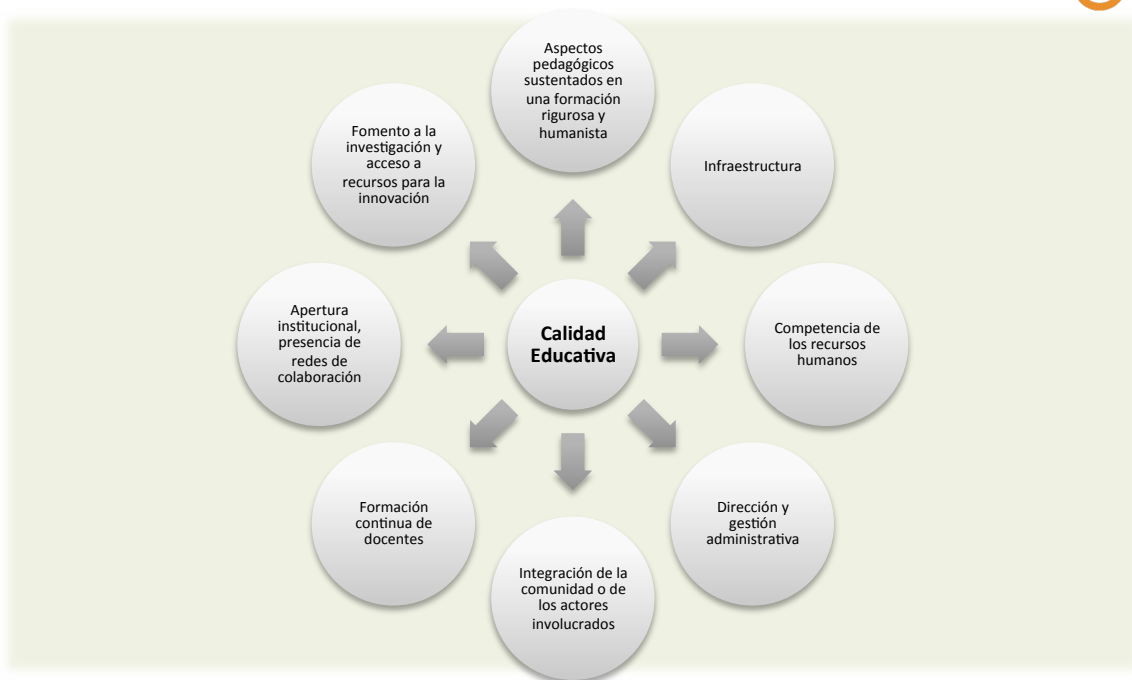 Aspectos
pedagógicos
sustentados en
una formación
rigurosa y
humanista
Infraestructura
Competencia de
los recursos
humanos
Dirección y
gestión
administrativa
Integración de la
comunidad o de
los actores
involucrados
Formación
continua de
docentes
Apertura
institucional,
presencia de
redes de
colaboración
Fomento a la
investigación y
acceso a
recursos para la
innovación
Calidad
Educativa